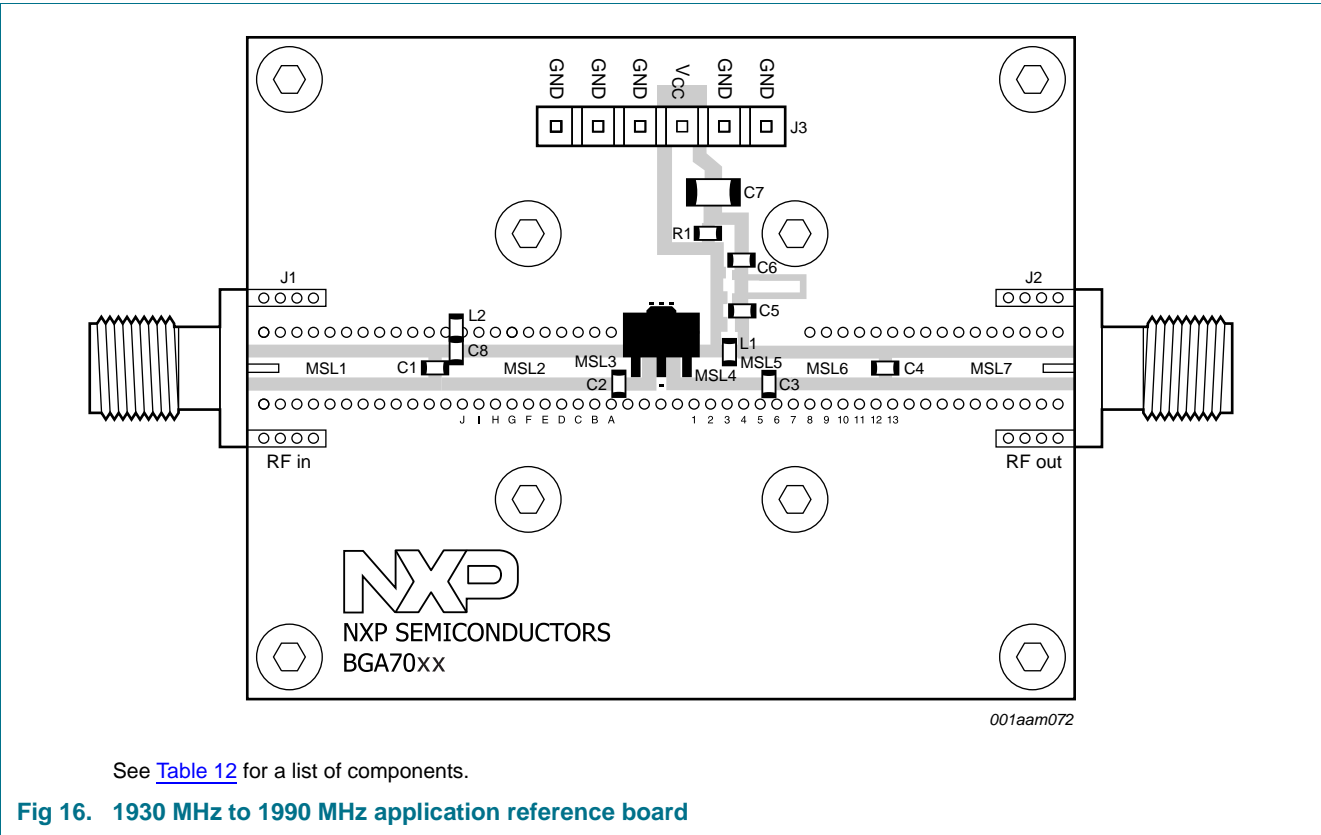 GND GND GND VCC GND GND
J3
C7
R1
C6
J1 J2
C5
L2
L1
C8
MSL1 C1 MSL2 MSL3 MSL4 MSL5 MSL6 C4 MSL7
C2 C3
J I H G F E D C B A 1 2 3 4 5 6 7 8 9 10 11 12 13
RF in RF out
NXP
NXP SEMICONDUCTORS
BGA70xx
001aam072
See Table 12 for a list of components.
Fig 16. 1930 MHz to 1990 MHz application reference board